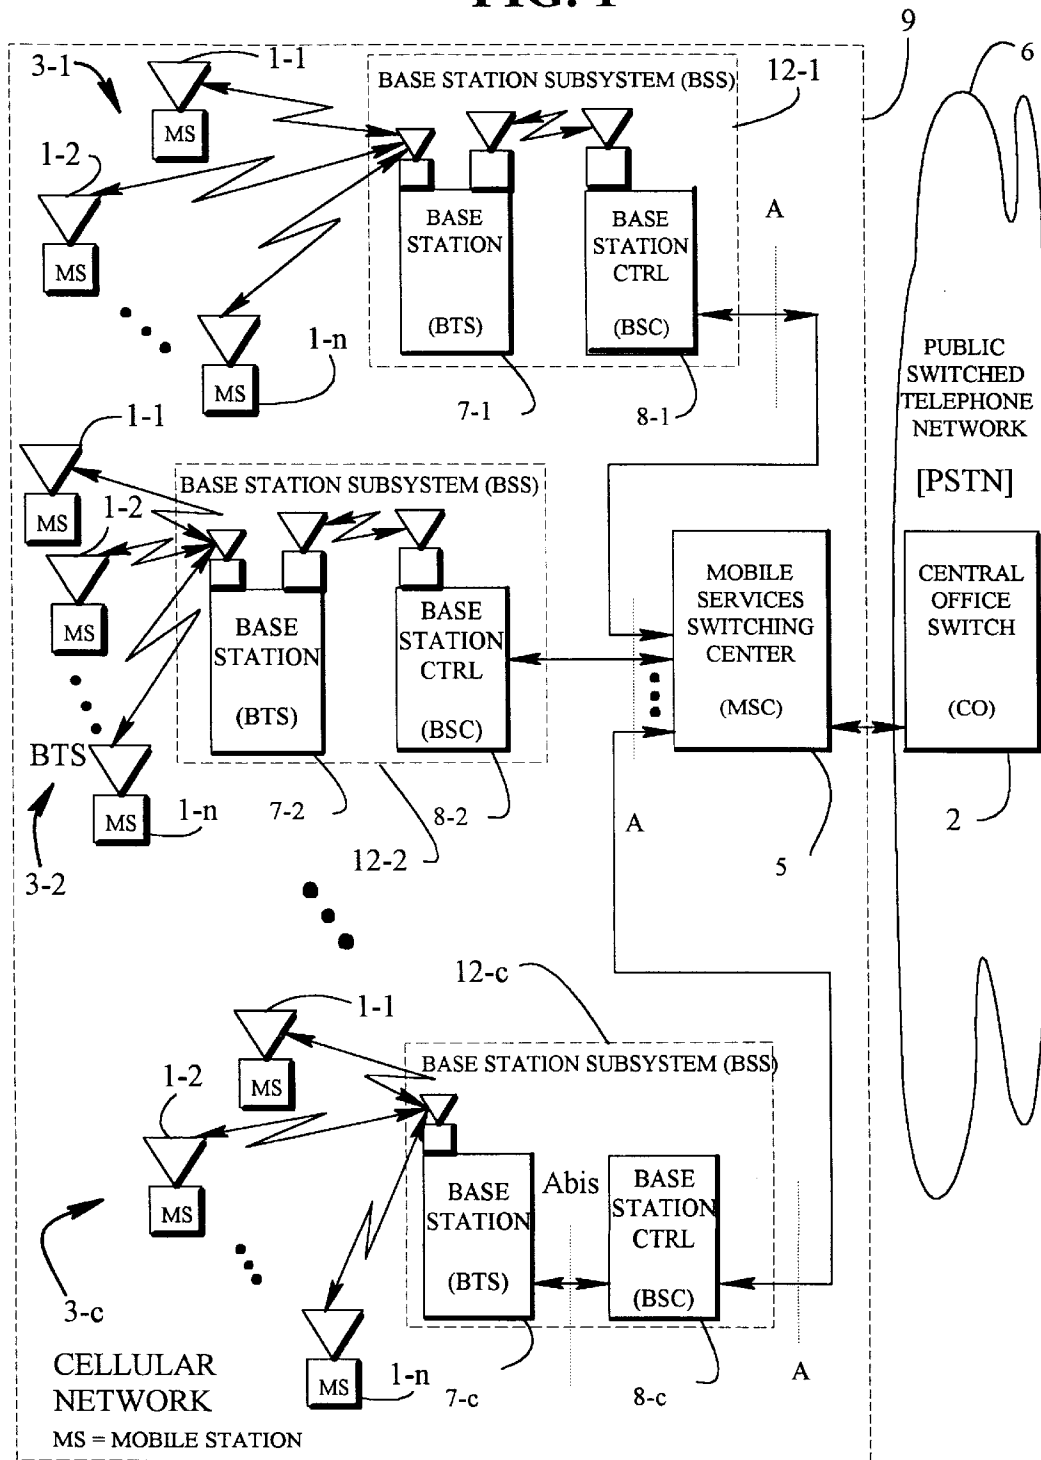 FIG. 1
9
6
3-1
1-1
BASE STATION SUBSYSTEM (BSS)
12-1
MS
1-2
MS
BASE
STATION
(BTS)
BASE
STATION
CTRL
(BSC)
A
MS
1-n
7-1
8-1
PUBLIC
SWITCHED
TELEPHONE
NETWORK
[PSTN]
1-1
MS
1-2
MS
BASE STATION SUBSYSTEM (BSS)
BASE
STATION
(BTS)
BASE
STATION
CTRL
(BSC)
MOBILE
SERVICES
SWITCHING
CENTER
(MSC)
CENTRAL
OFFICE
SWITCH
(CO)
BTS
MS
1-n
7-2
8-2
A
5
2
12-2
3-2
12-c
1-1
MS
BASE STATION SUBSYSTEM (BSS)
1-2
MS
BASE
STATION
(BTS)
Abis
BASE
STATION
CTRL
(BSC)
3-c
MS
1-n
7-c
8-c
A
CELLULAR
NETWORK
MS = MOBILE STATION